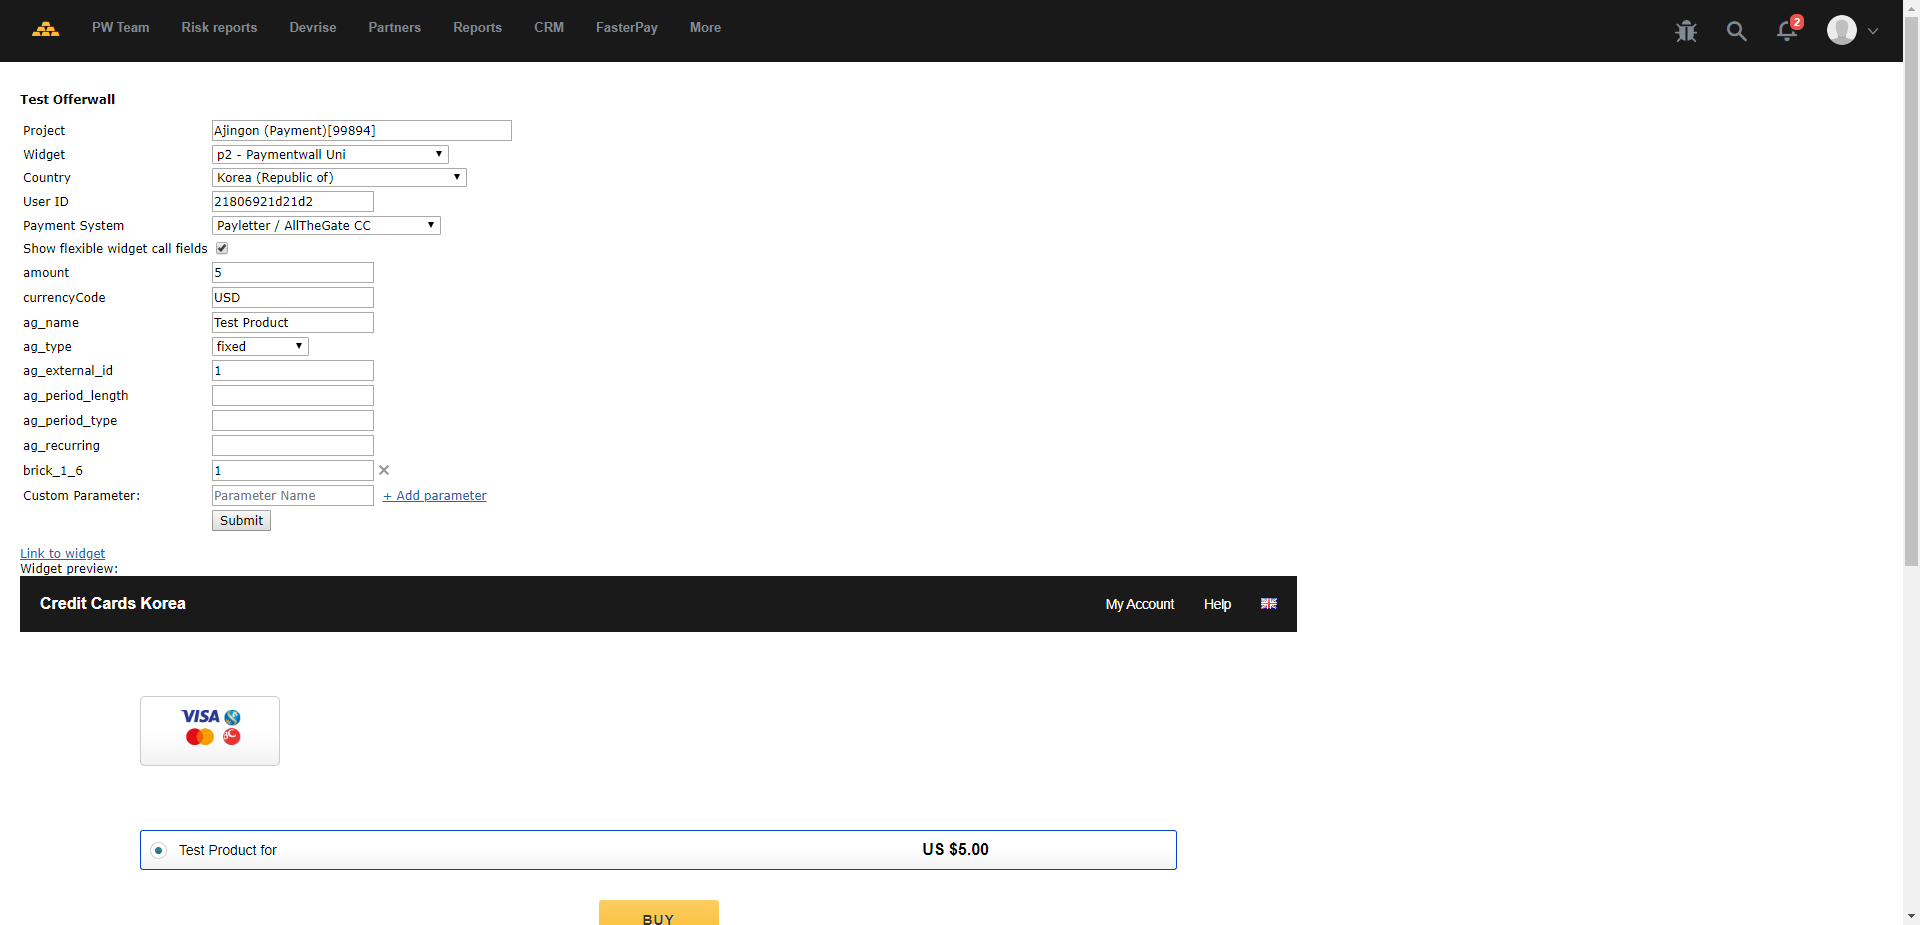 PW Team Risk reports Devrise Partners Reports CRM FasterPay More 2
Test Offerwall
Project Ajingon (Payment)[99894]
Widget p2 - Paymentwall Uni
Country Korea (Republic of)
User ID 21806921d21d2
Payment System Payletter / AllTheGate CC
Show flexible widget call fields
amount 5
currencyCode USD
ag_name Test Product
ag_type fixed
ag_external_id 1
ag_period_length
ag_period_type
ag_recurring
brick_1_6 1
Custom Parameter: Parameter Name + Add parameter
Submit
Link to widget
Widget preview:
Credit Cards Korea My Account Help
VISA
Test Product for US $5.00
BUY